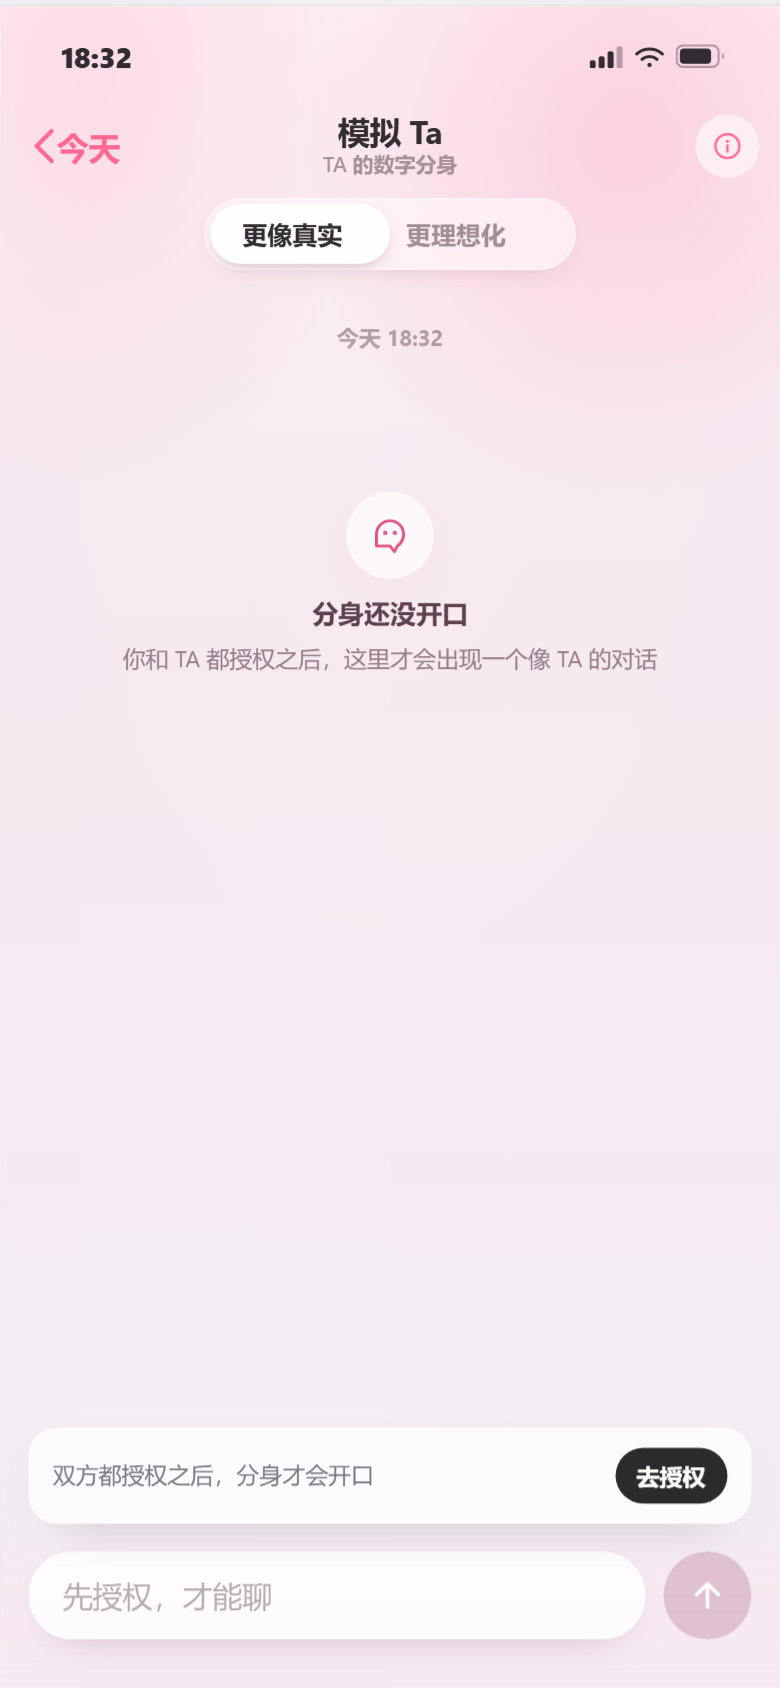 18:32
今天
模拟 Ta
TA 的数字分身
更像真实
更理想化
今天 18:32
分身还没开口
你和 TA 都授权之后，这里才会出现一个像 TA 的对话
双方都授权之后，分身才会开口
去授权
先授权，才能聊